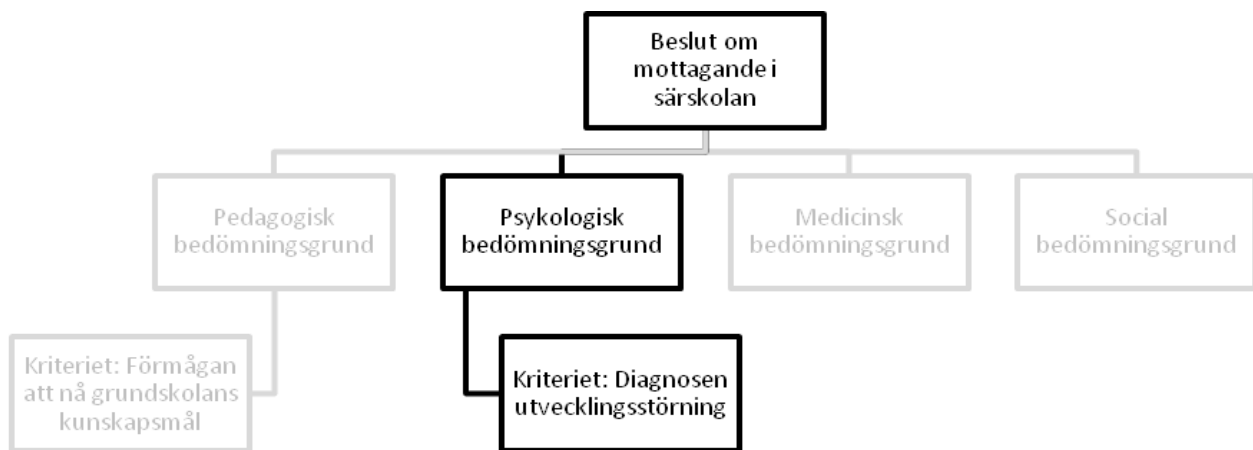 Beslut om
mottagande i
särskolan
Pedagogisk
bedömningsgrund
Psykologisk
bedömningsgrund
Medicinsk
bedömningsgrund
Social
bedömningsgrund
Kriteriet: Förmågan
att nå grundskolans
kunskapsmål
Kriteriet: Diagnosen
utvecklingsstörning